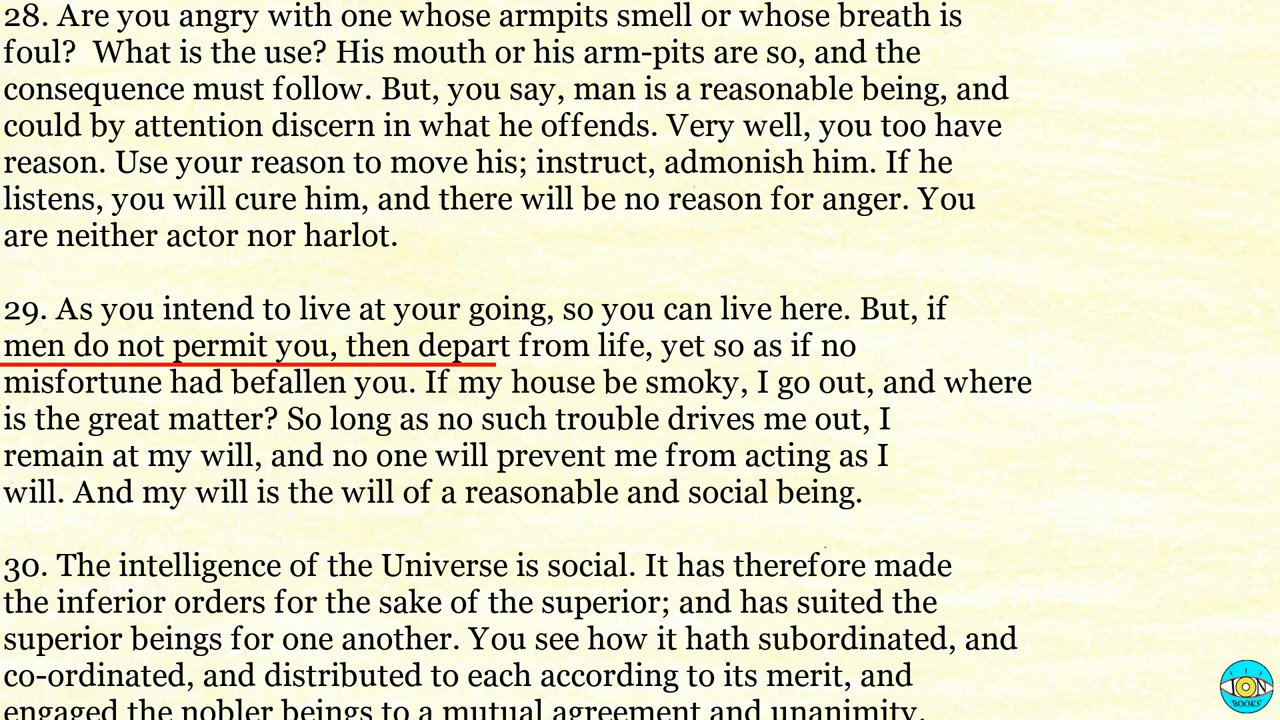 28. Are you angry with one whose armpits smell or whose breath is
foul?  What is the use? His mouth or his arm-pits are so, and the
consequence must follow. But, you say, man is a reasonable being, and
could by attention discern in what he offends. Very well, you too have
reason. Use your reason to move his; instruct, admonish him. If he
listens, you will cure him, and there will be no reason for anger. You
are neither actor nor harlot.
29. As you intend to live at your going, so you can live here. But, if
men do not permit you, then depart from life, yet so as if no
misfortune had befallen you. If my house be smoky, I go out, and where
is the great matter? So long as no such trouble drives me out, I
remain at my will, and no one will prevent me from acting as I
will. And my will is the will of a reasonable and social being.
30. The intelligence of the Universe is social. It has therefore made
the inferior orders for the sake of the superior; and has suited the
superior beings for one another. You see how it hath subordinated, and
co-ordinated, and distributed to each according to its merit, and
engaged the nobler beings to a mutual agreement and unanimity.
ION
BOOKS